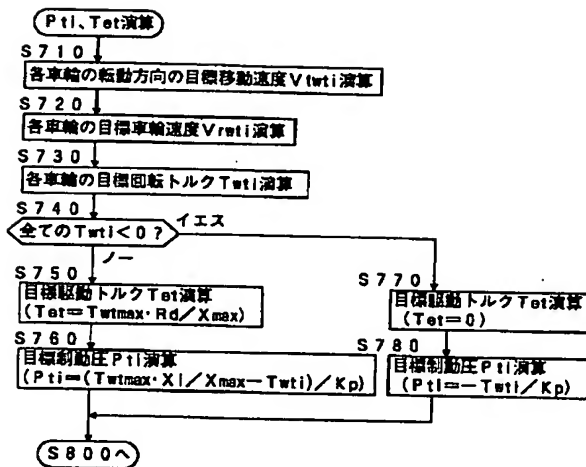 Pti、Tet演算
S710
各車輪の転動方向の目標移動速度Vtwti演算
S720
各車輪の目標車輪速度Vrwti演算
S730
各車輪の目標回転トルクTwti演算
S740
全てのTwti<0?
イエス
ノー
S750
目標駆動トルクTet演算
(Tet=Twtmax・Rd/Xmax)
S760
目標制動圧Pti演算
(Pti=(Twtmax・Xi/Xmax-Twti)/Kp)
S770
目標駆動トルクTet演算
(Tet=0)
S780
目標制動圧Pti演算
(Pti=-Twti/Kp)
S800へ